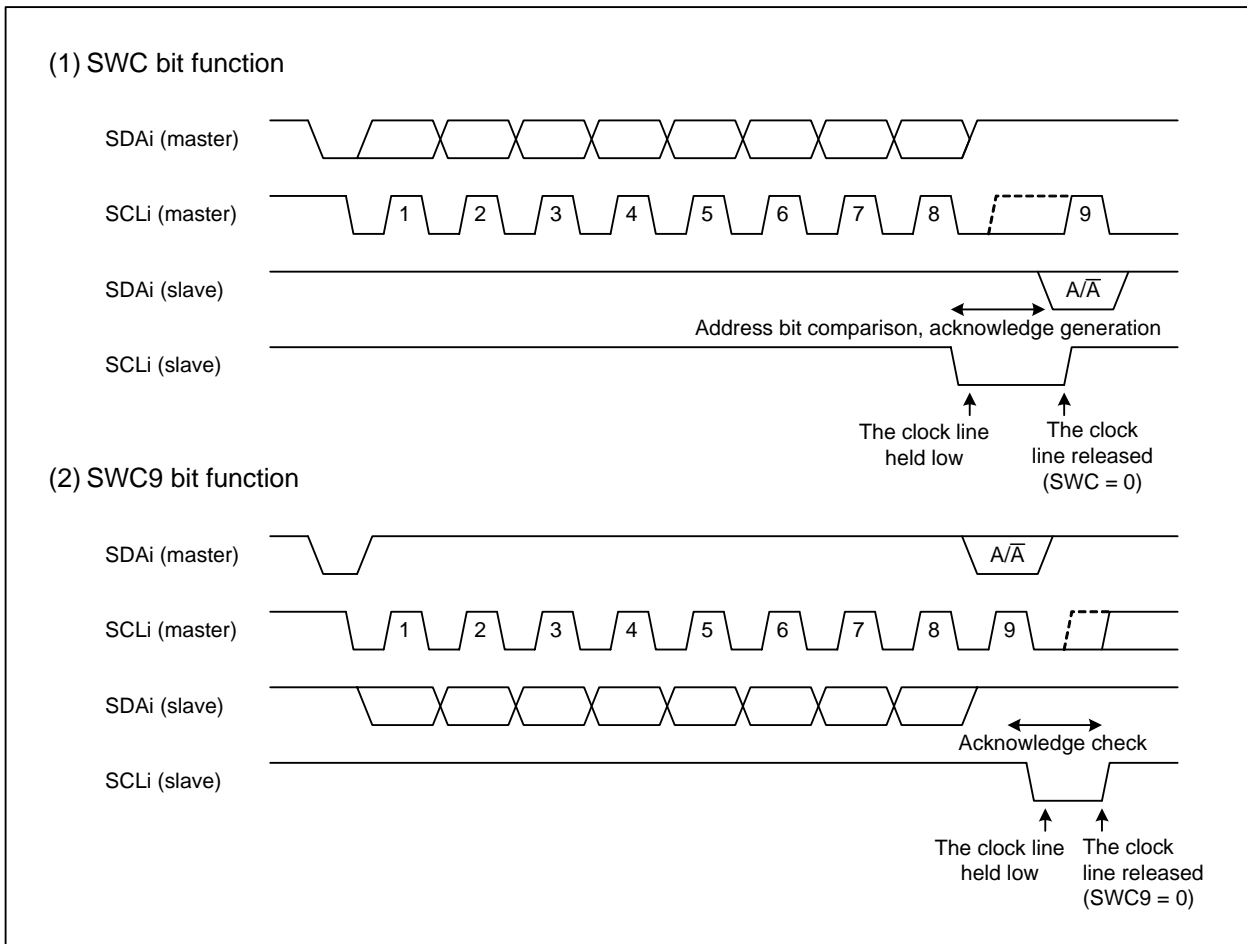 (1) SWC bit function
SDAi (master)
SCLi (master)
1 2 3 4 5 6 7 8 9
SDAi (slave)
A/A̅
Address bit comparison, acknowledge generation
SCLi (slave)
The clock line
held low
The clock
line released
(SWC = 0)
(2) SWC9 bit function
SDAi (master)
A/A̅
SCLi (master)
1 2 3 4 5 6 7 8 9
SDAi (slave)
Acknowledge check
SCLi (slave)
The clock line
held low
The clock
line released
(SWC9 = 0)